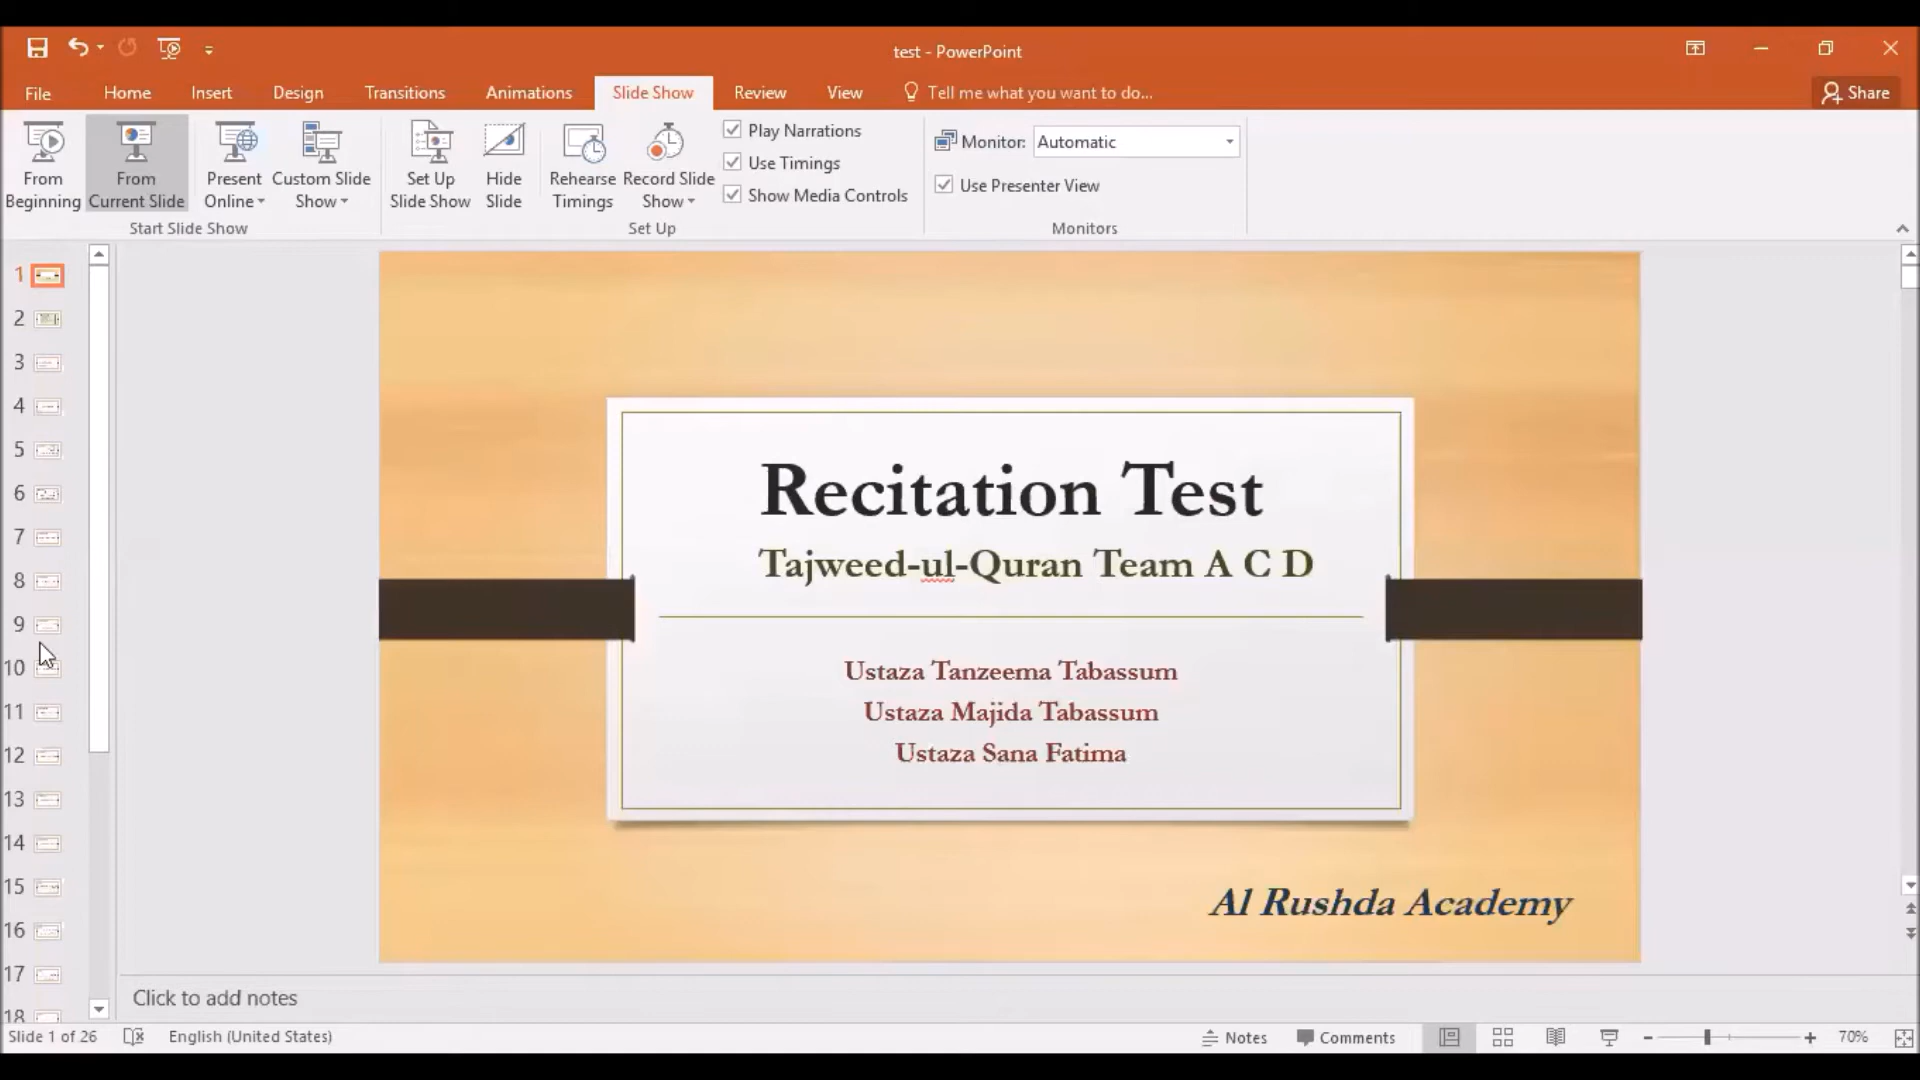 test - PowerPoint
File Home Insert Design Transitions Animations Slide Show Review View Tell me what you want to do... Share
From Beginning
From Current Slide
Present Online
Custom Slide Show
Set Up Slide Show
Hide Slide
Rehearse Timings
Record Slide Show
Play Narrations
Use Timings
Show Media Controls
Monitor: Automatic
Use Presenter View
Start Slide Show
Set Up
Monitors
1
2
3
4
5
6
7
8
9
10
11
12
13
14
15
16
17
18
Recitation Test
Tajweed-ul-Quran Team A C D
Ustaza Tanzeema Tabassum
Ustaza Majida Tabassum
Ustaza Sana Fatima
Al Rushda Academy
Click to add notes
Slide 1 of 26 English (United States) Notes Comments 70%